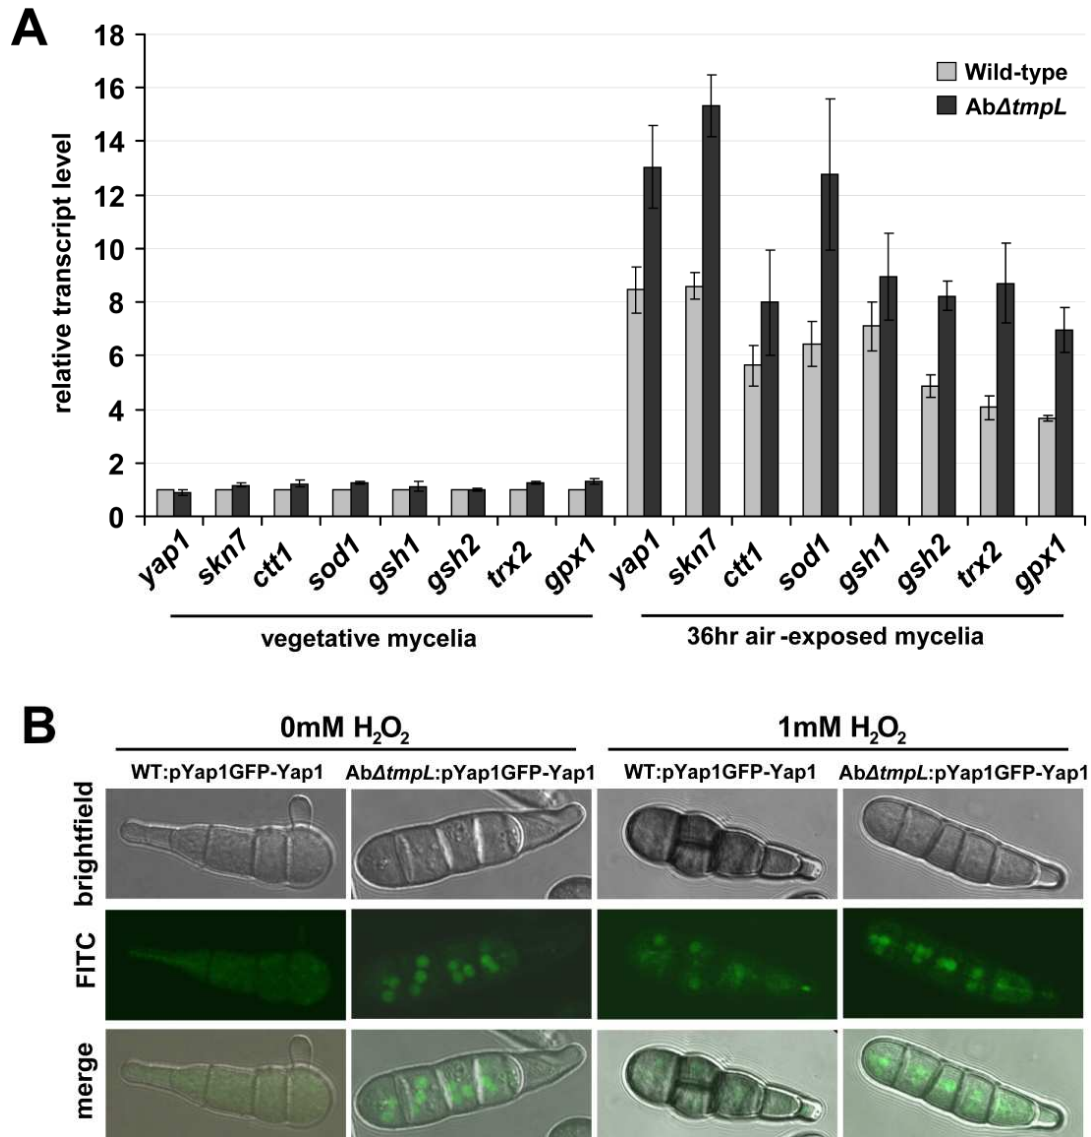 A
18
16
14
12
10
8
6
4
2
0
relative transcript level
Wild-type
AbΔtmpL
yap1 skn7 ctt1 sod1 gsh1 gsh2 trx2 gpx1 yap1 skn7 ctt1 sod1 gsh1 gsh2 trx2 gpx1
vegetative mycelia 36hr air -exposed mycelia
B
0mM H₂O₂ 1mM H₂O₂
WT:pYap1GFP-Yap1 AbΔtmpL:pYap1GFP-Yap1 WT:pYap1GFP-Yap1 AbΔtmpL:pYap1GFP-Yap1
brightfield
FITC
merge